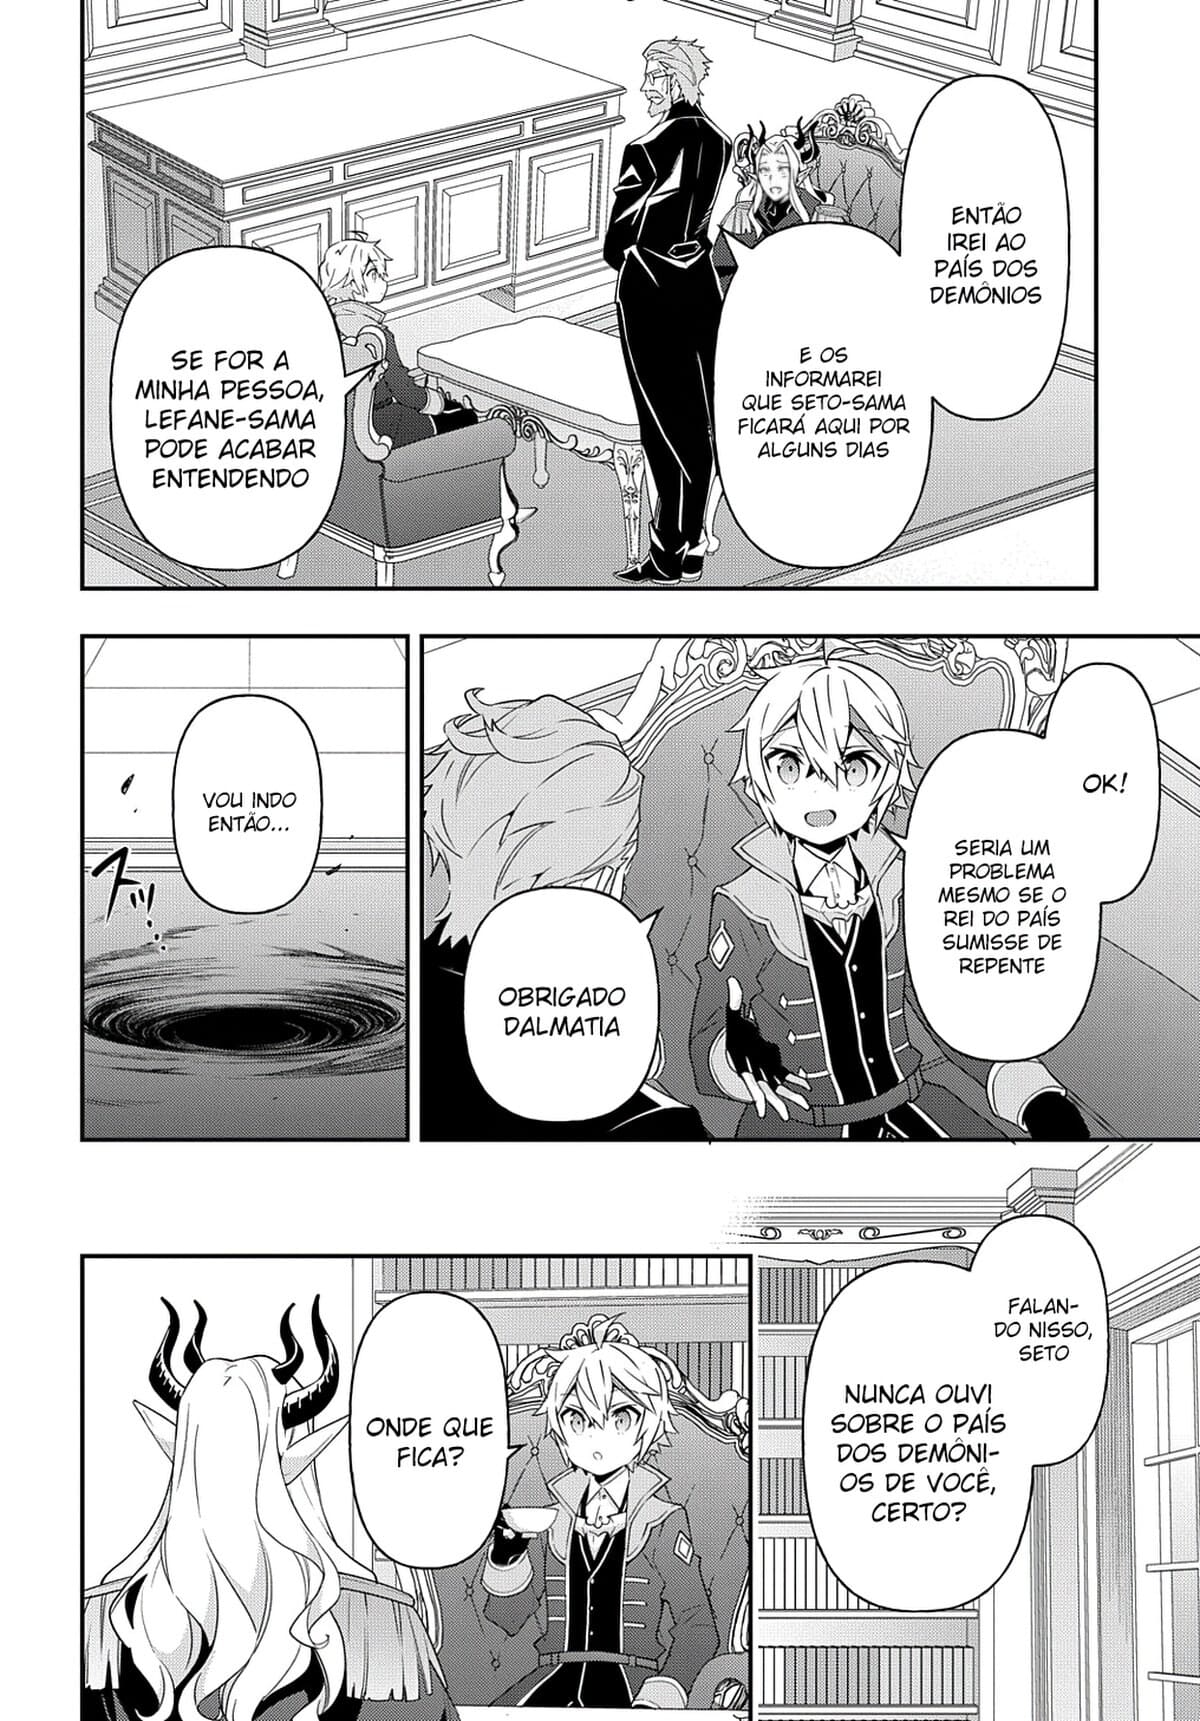 ENTÃO
IREI AO
PAÍS DOS
DEMÔNIOS
E OS
INFORMAREI
QUE SETO-SAMA
FICARÁ AQUI POR
ALGUNS DIAS
SE FOR A
MINHA PESSOA,
LEFANE-SAMA
PODE ACABAR
ENTENDENDO
OK!
SERIA UM
PROBLEMA
MESMO SE O
REI DO PAÍS
SUMISSE DE
REPENTE
OBRIGADO
DALMATIA
VOU INDO
ENTÃO...
ズッ…
FALAN-
DO NISSO,
SETO
NUNCA OUVI
SOBRE O PAÍS
DOS DEMÔNI-
OS DE VOCÊ,
CERTO?
ONDE QUE
FICA?